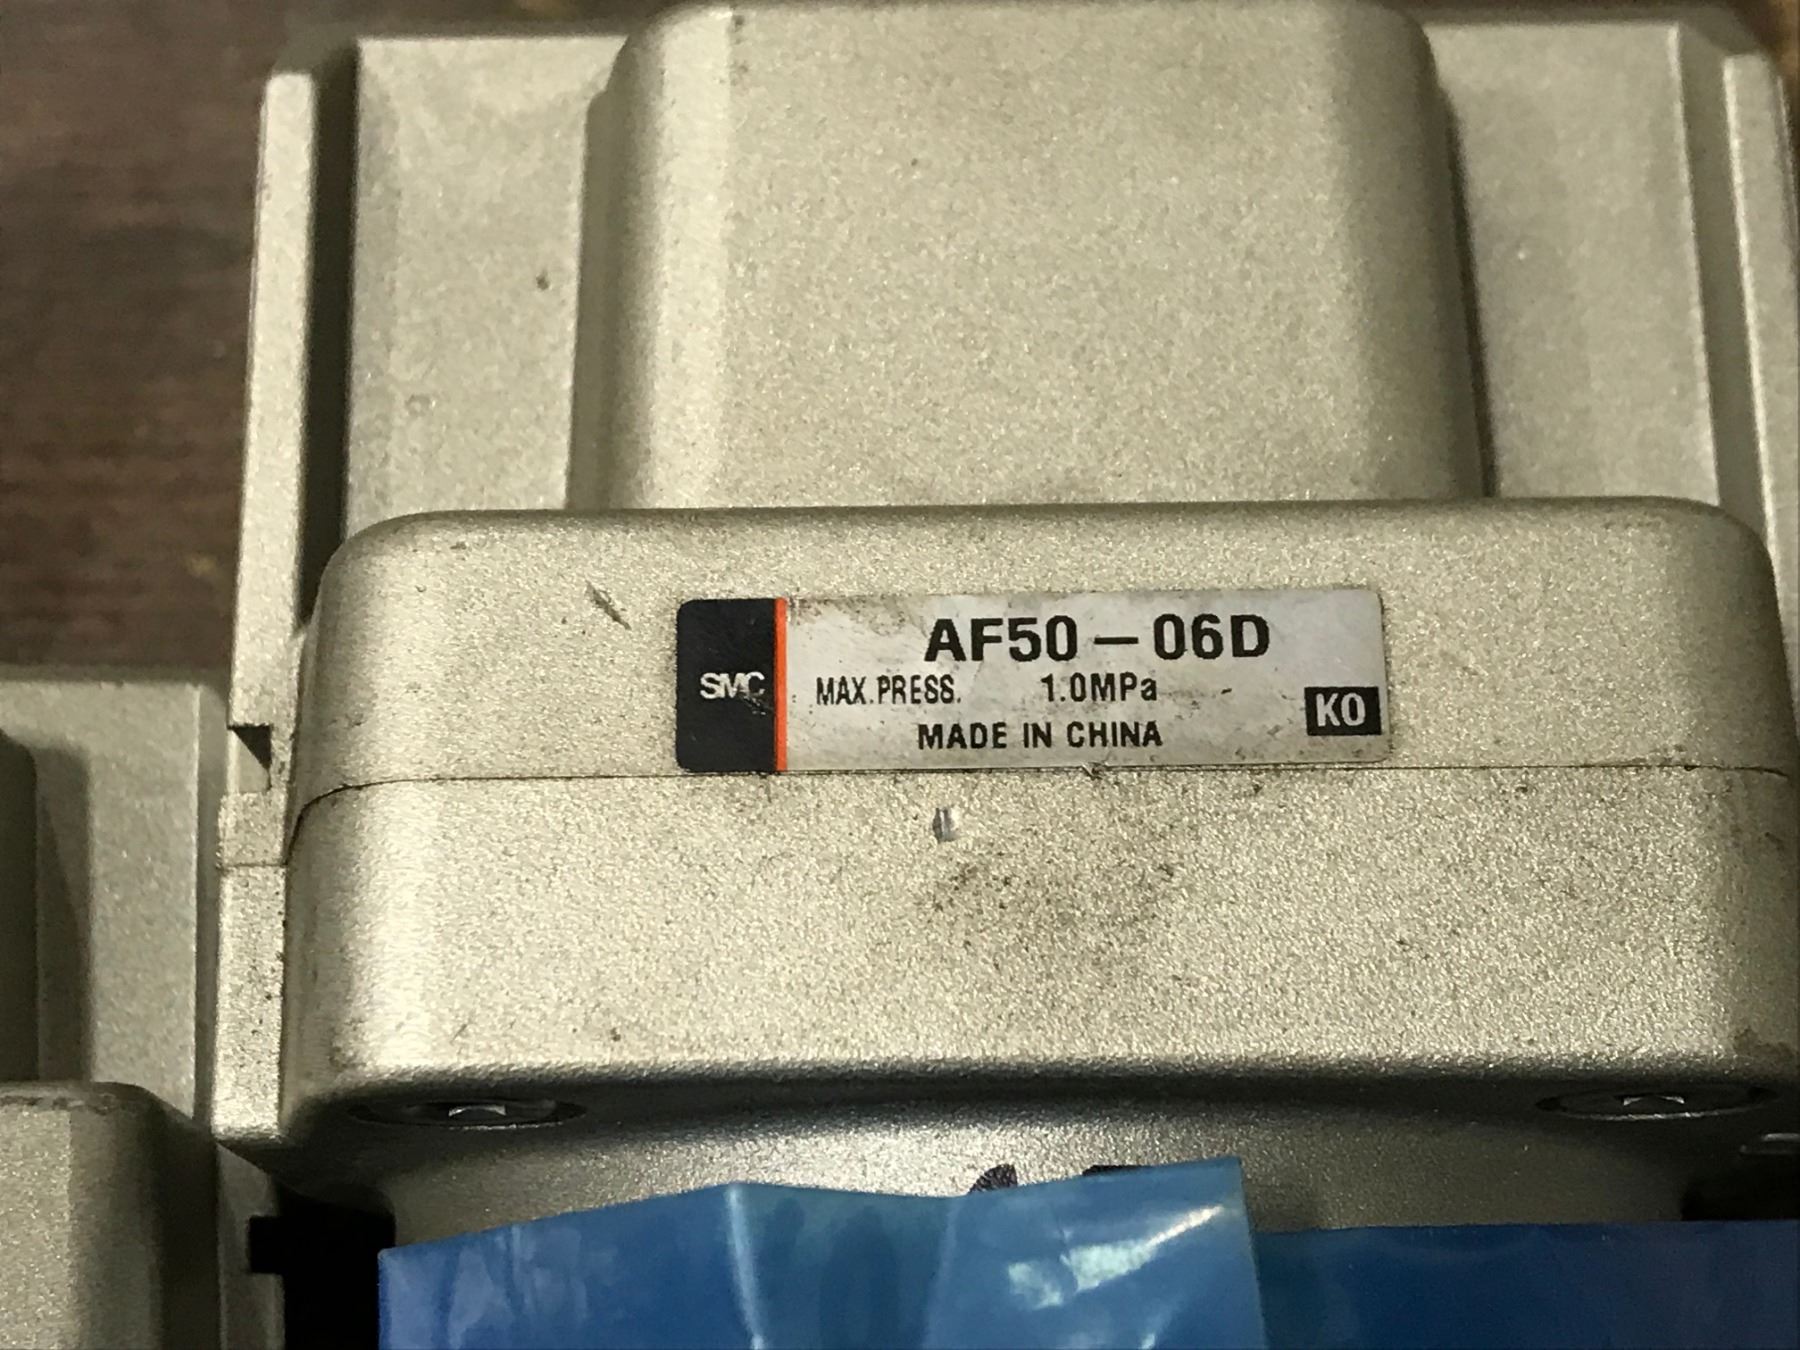 AF50-06D
SMC
MAX.PRESS. 1.0MPa
KO
MADE IN CHINA